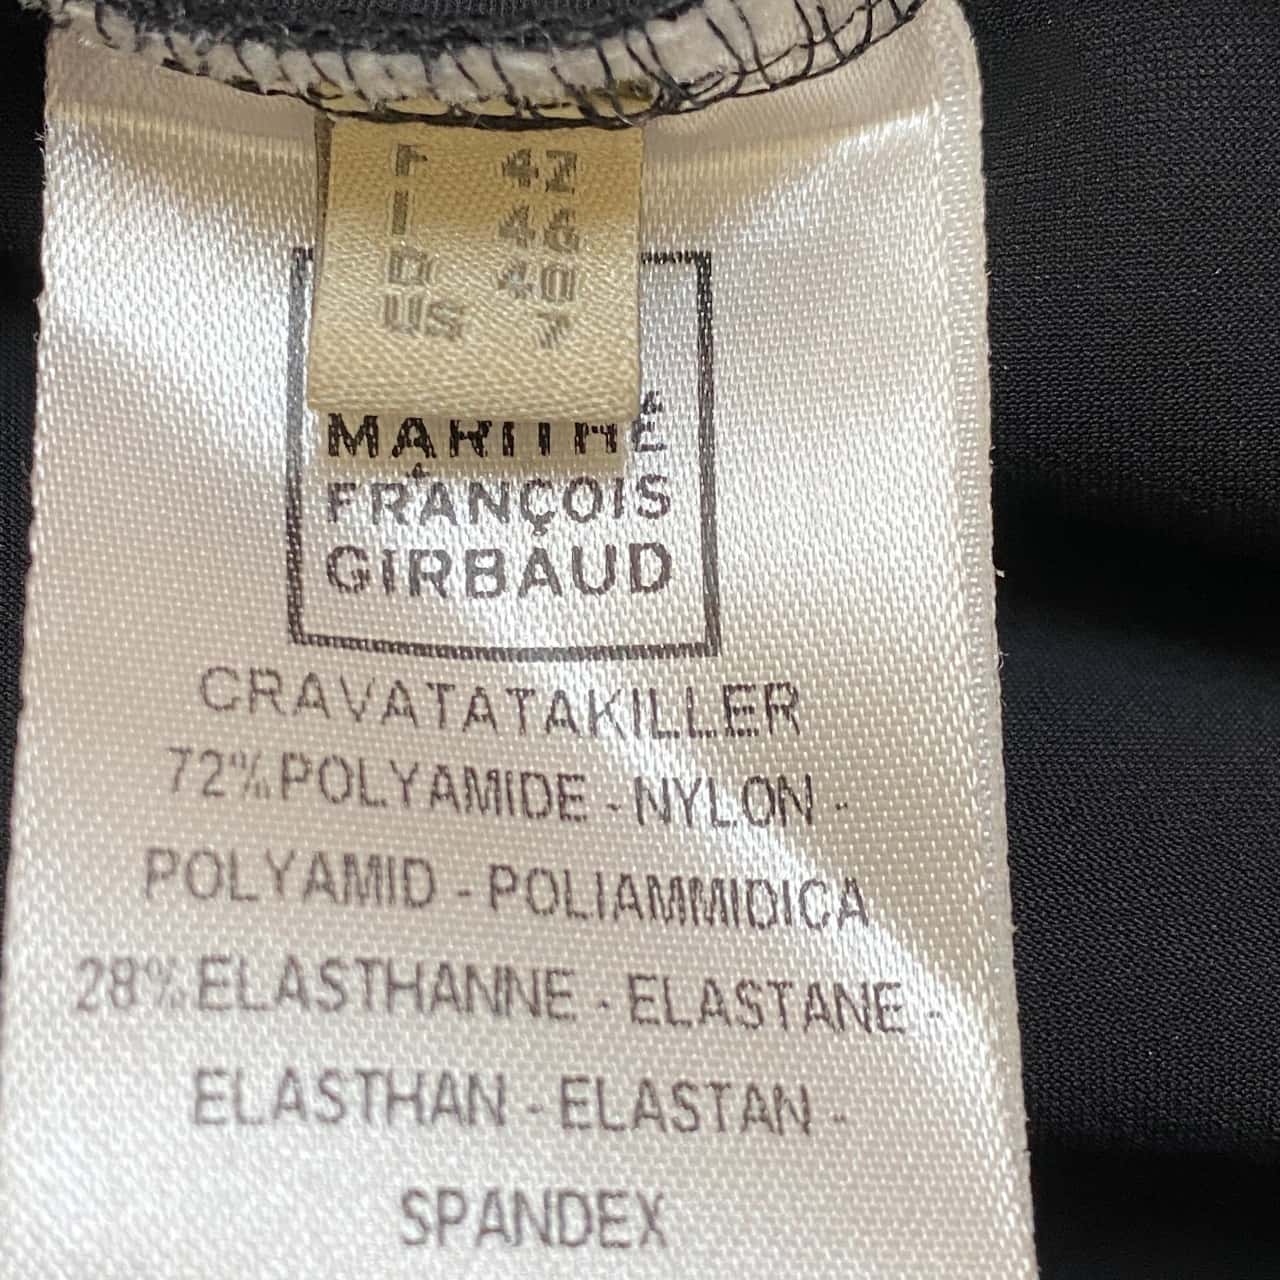 F 42
I 46
D 40
US 7
MARITHÉ
+
FRANÇOIS
GIRBAUD
CRAVATATAKILLER
72%POLYAMIDE - NYLON -
POLYAMID - POLIAMMIDICA
28%ELASTHANNE - ELASTANE -
ELASTHAN - ELASTAN -
SPANDEX